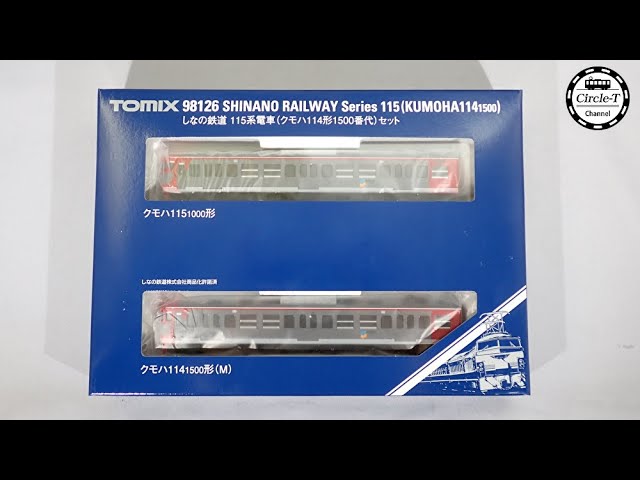 TOMIX 98126 SHINANO RAILWAY Series 115(KUMOHA1141500)
しなの鉄道 115系電車(クモハ114形1500番代)セット
クモハ1151000形
しなの鉄道株式会社商品化許諾済
クモハ1141500形(M)
Circle-T
Channel